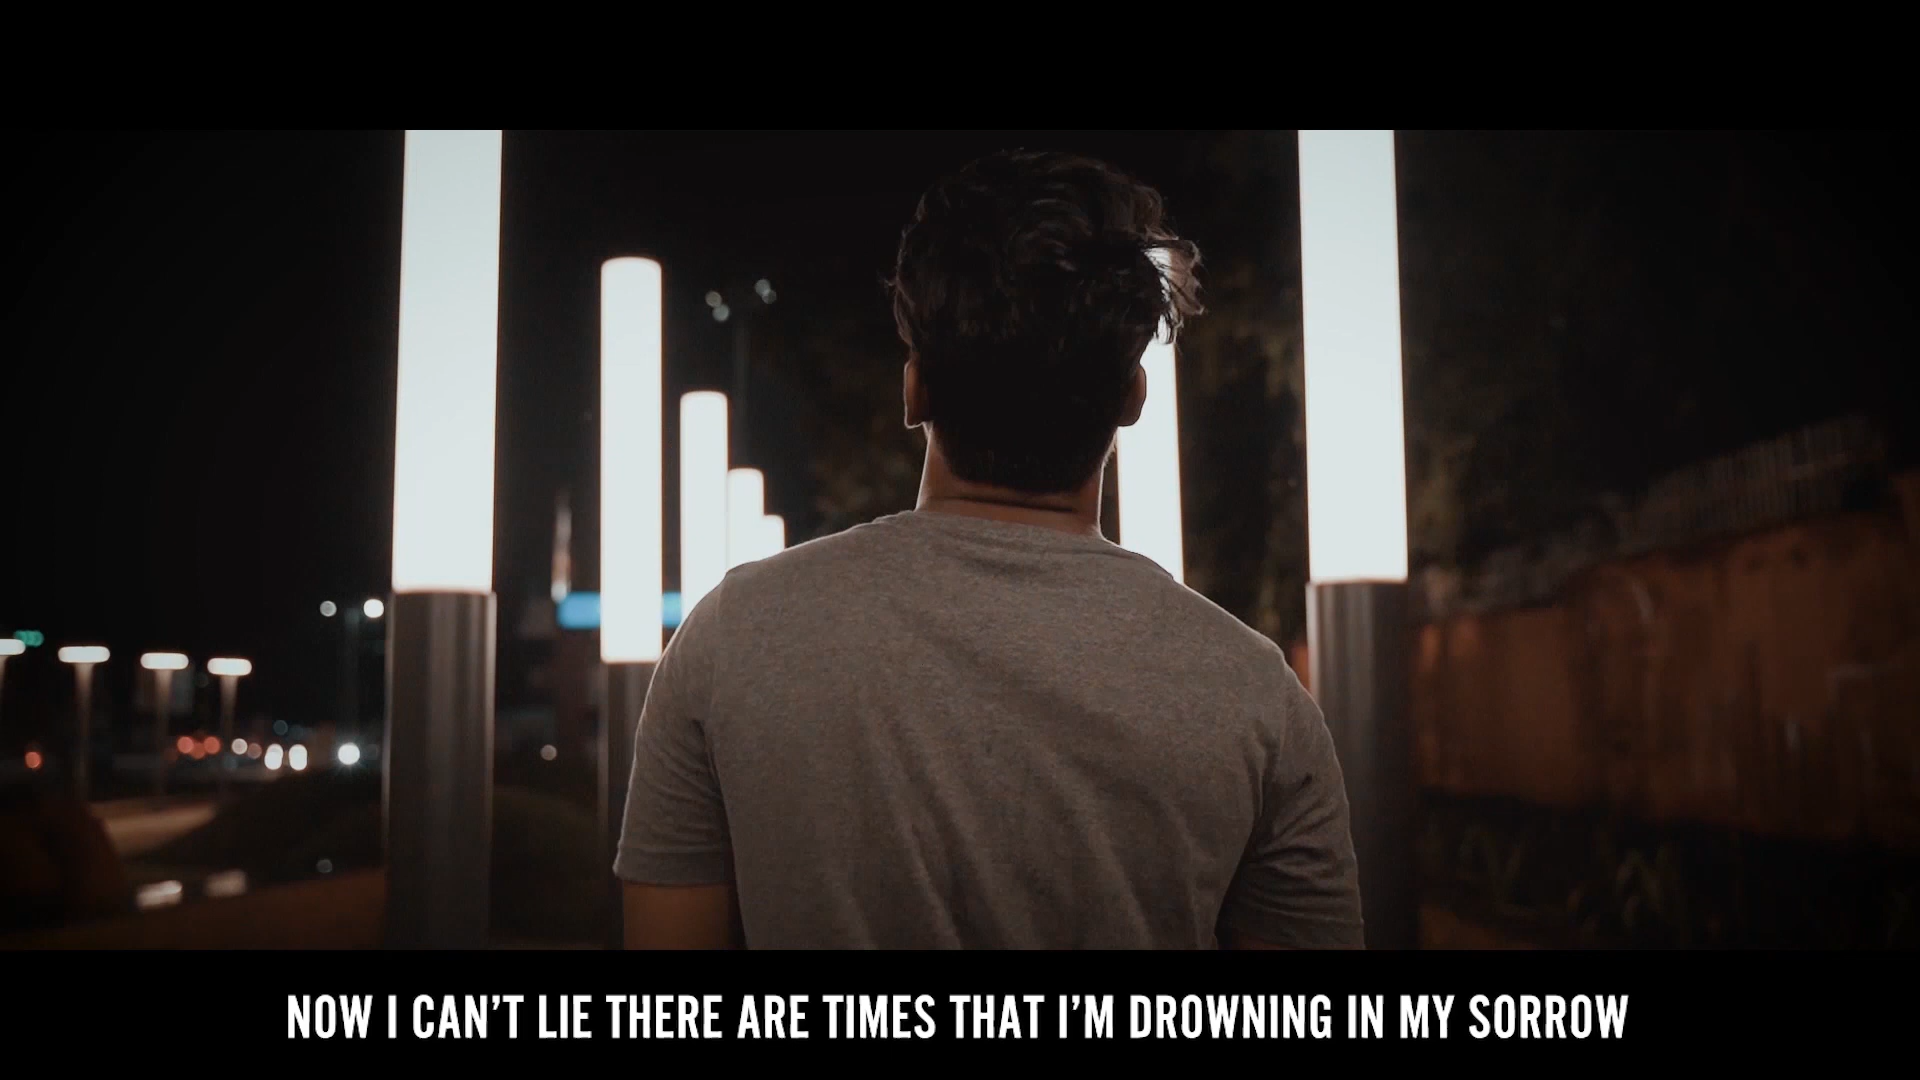 NOW I CAN’T LIE THERE ARE TIMES THAT I’M DROWNING IN MY SORROW